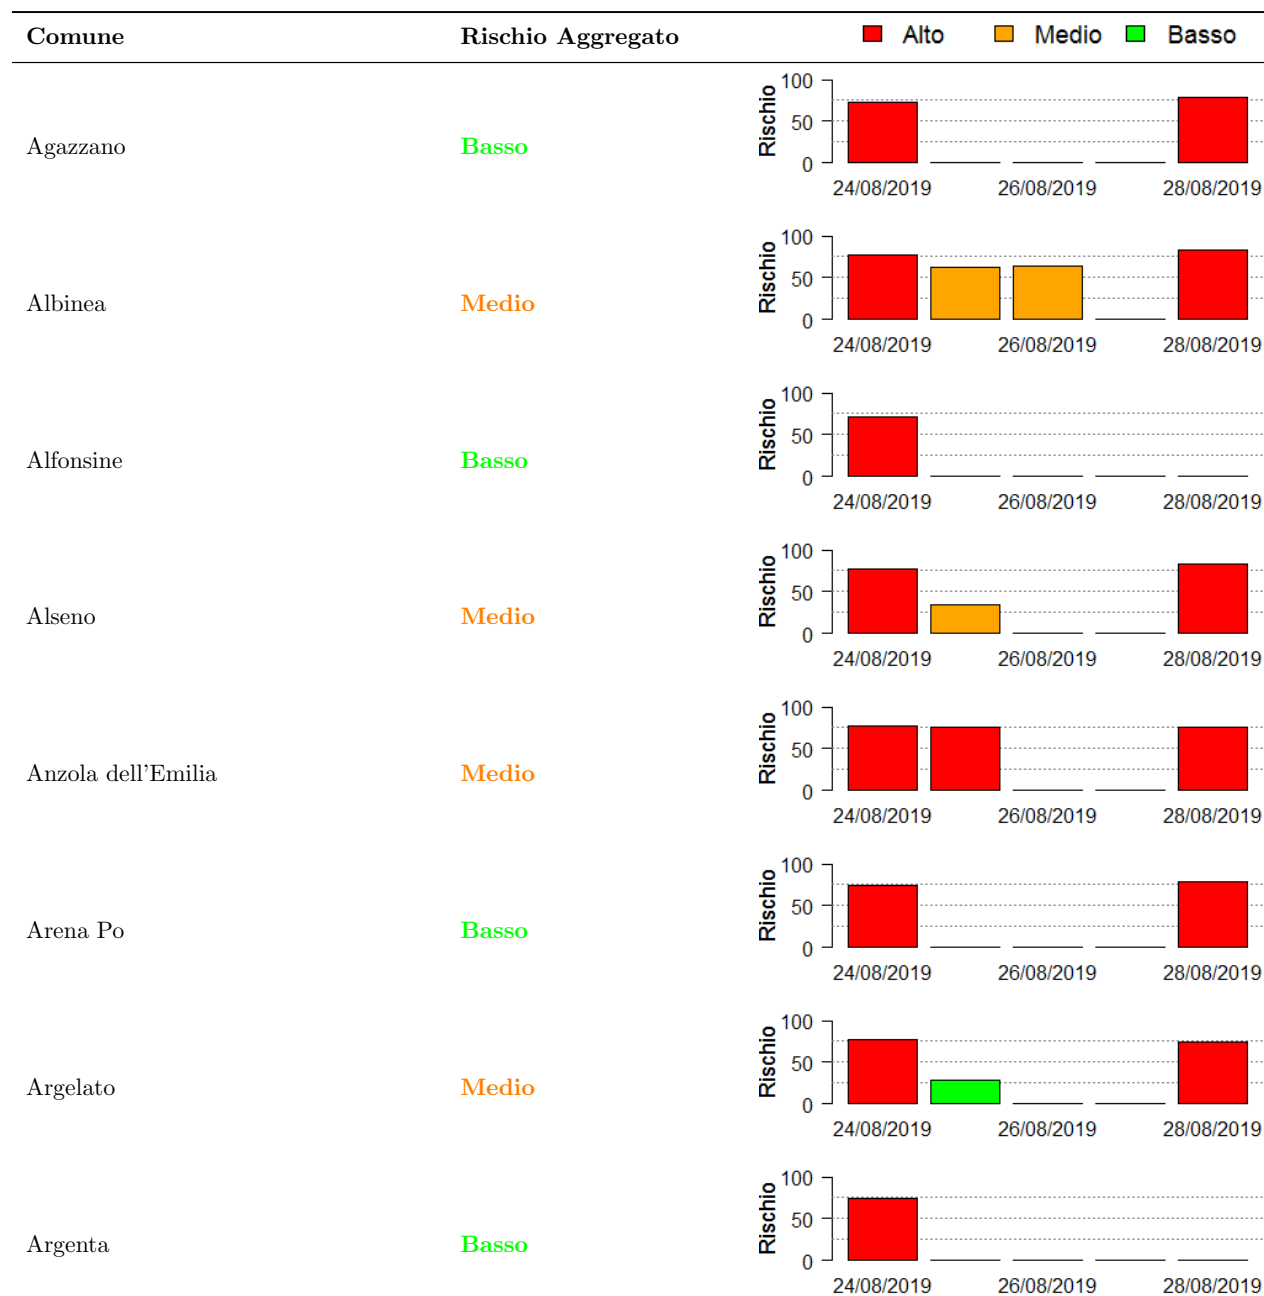 Comune Rischio Aggregato Alto Medio Basso
100
Rischio
50
Agazzano Basso
0
24/08/2019 26/08/2019 28/08/2019
100
Rischio
50
Albinea Medio
0
24/08/2019 26/08/2019 28/08/2019
100
Rischio
50
Alfonsine Basso
0
24/08/2019 26/08/2019 28/08/2019
100
Rischio
50
Alseno Medio
0
24/08/2019 26/08/2019 28/08/2019
100
Rischio
50
Anzola dell'Emilia Medio
0
24/08/2019 26/08/2019 28/08/2019
100
Rischio
50
Arena Po Basso
0
24/08/2019 26/08/2019 28/08/2019
100
Rischio
50
Argelato Medio
0
24/08/2019 26/08/2019 28/08/2019
100
Rischio
50
Argenta Basso
0
24/08/2019 26/08/2019 28/08/2019